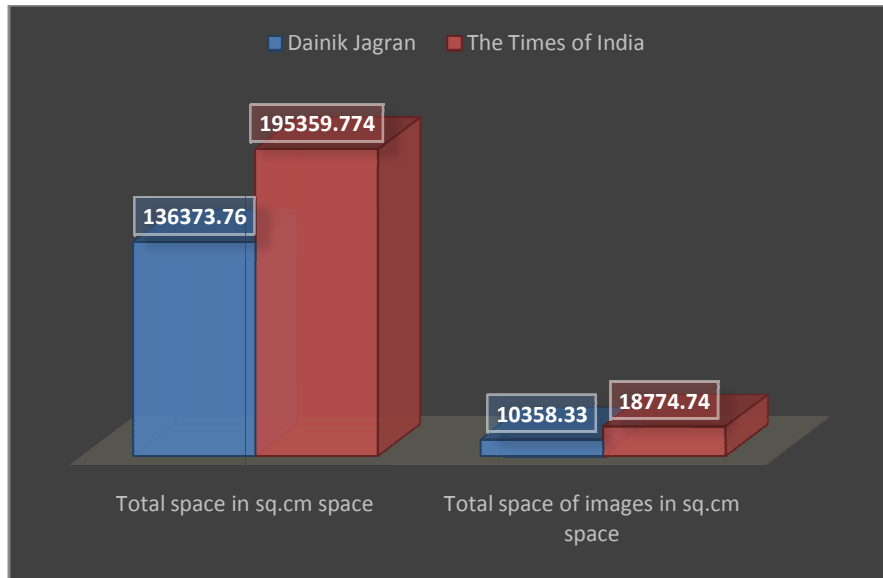 Dainik Jagran The Times of India
195359.774
136373.76
10358.33 18774.74
Total space in sq.cm space Total space of images in sq.cm
space